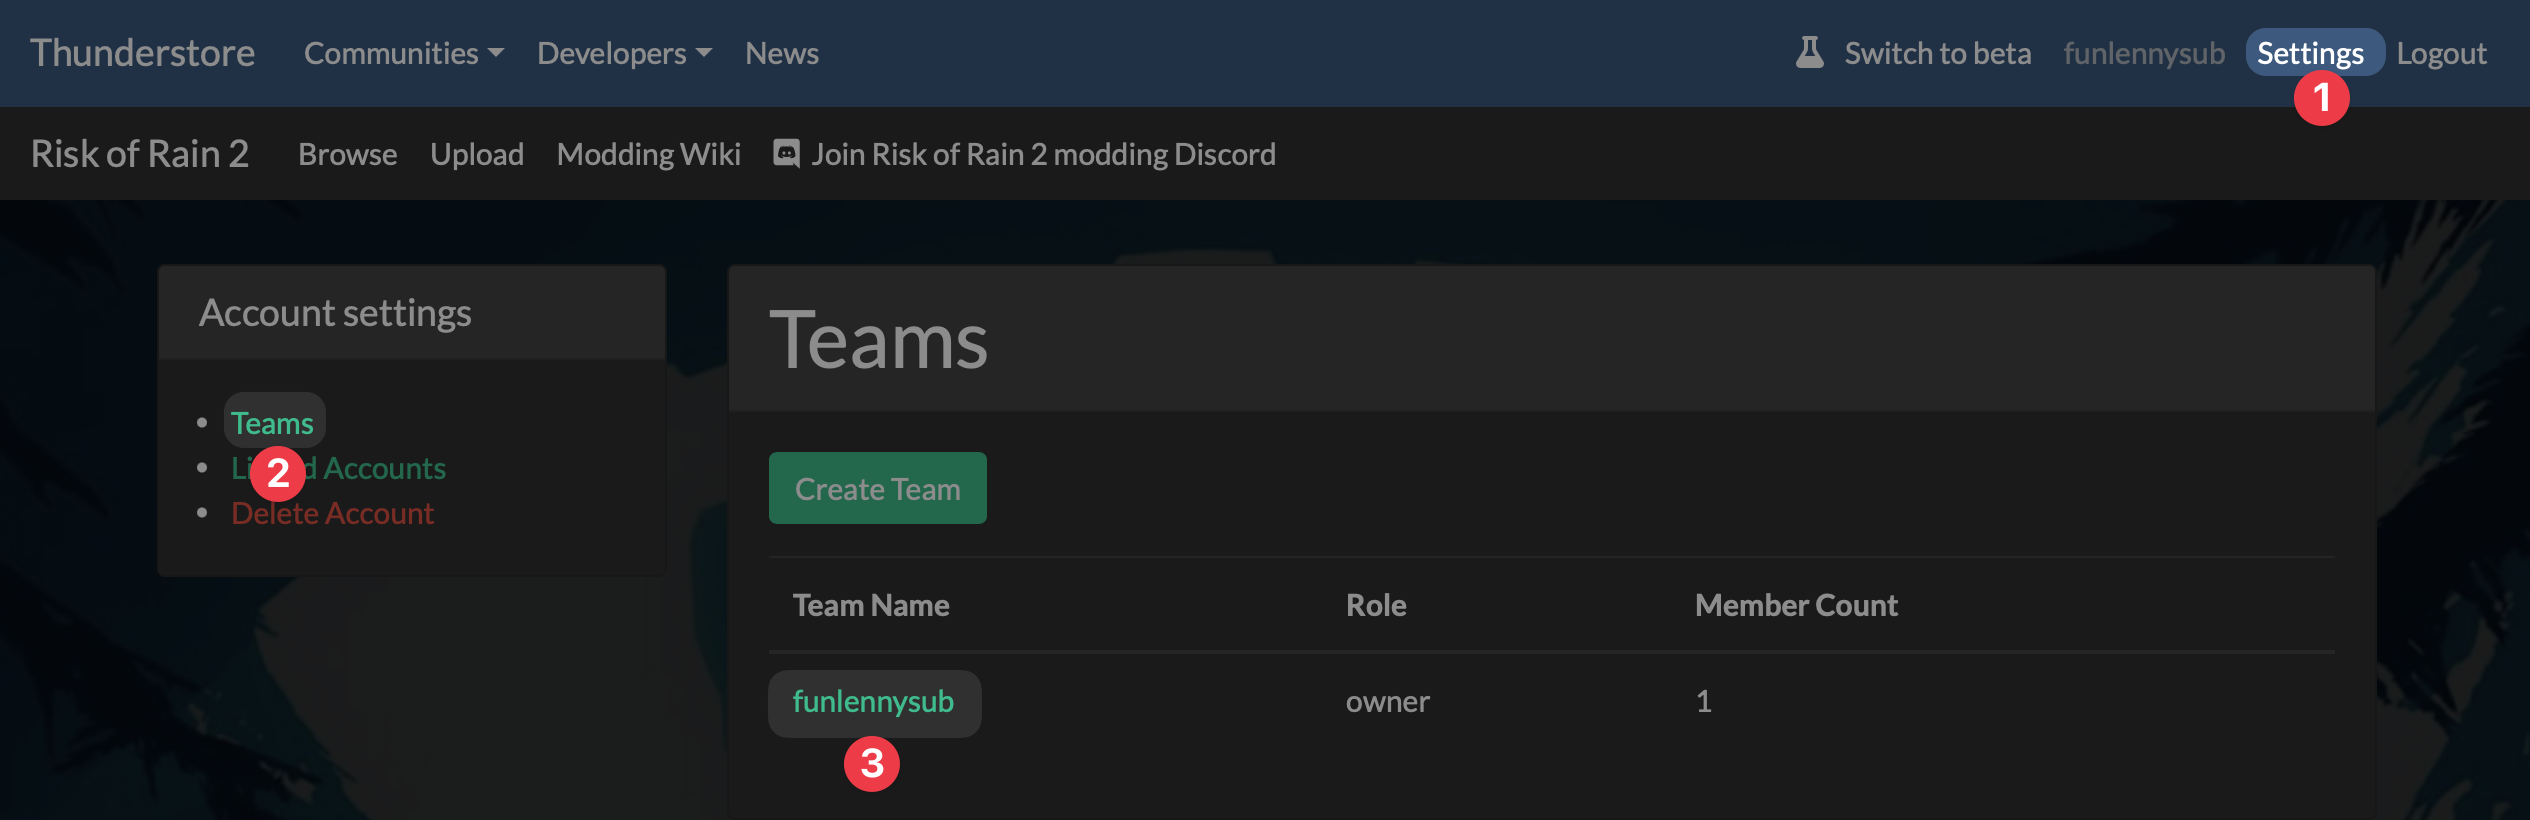 Thunderstore Communities Developers News Switch to beta funlennysub Settings Logout
1
Risk of Rain 2 Browse Upload Modding Wiki Join Risk of Rain 2 modding Discord
Account settings
Teams
2
Accounts
Delete Account
Teams
Create Team
Team Name Role Member Count
funlennysub owner 1
3